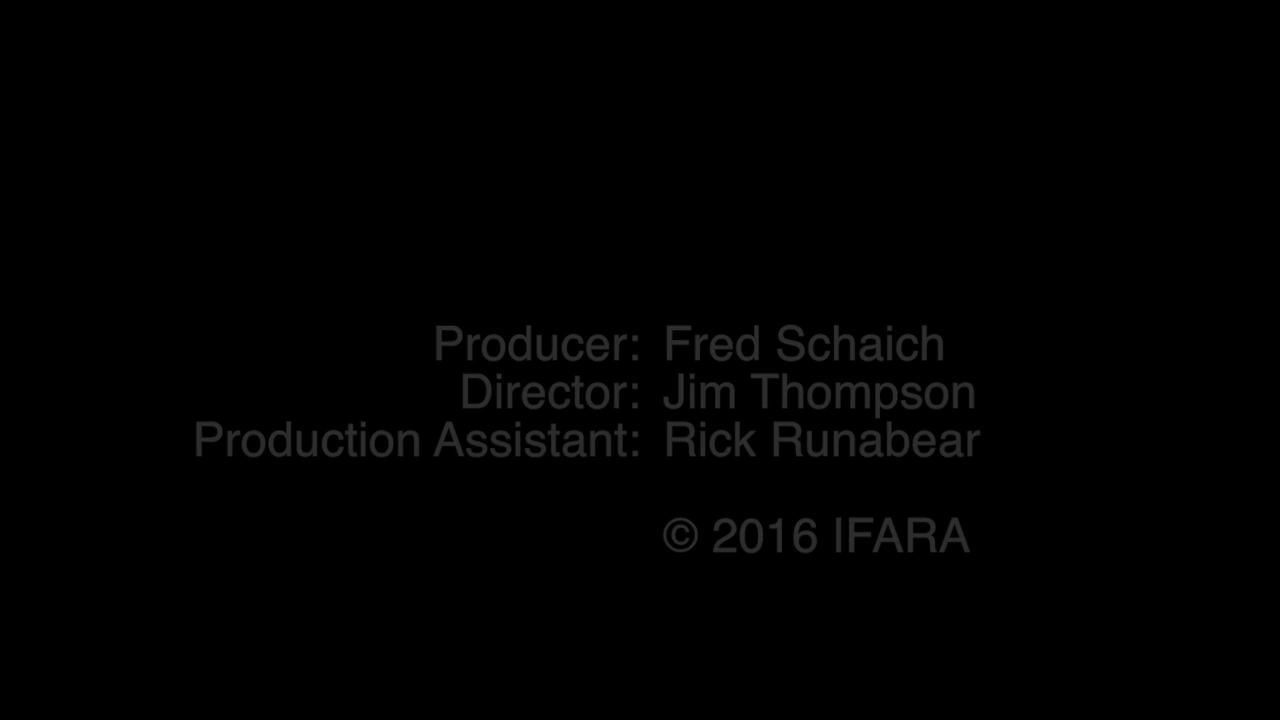 Producer: Fred Schaich
Director: Jim Thompson
Production Assistant: Rick Runabear
© 2016 IFARA